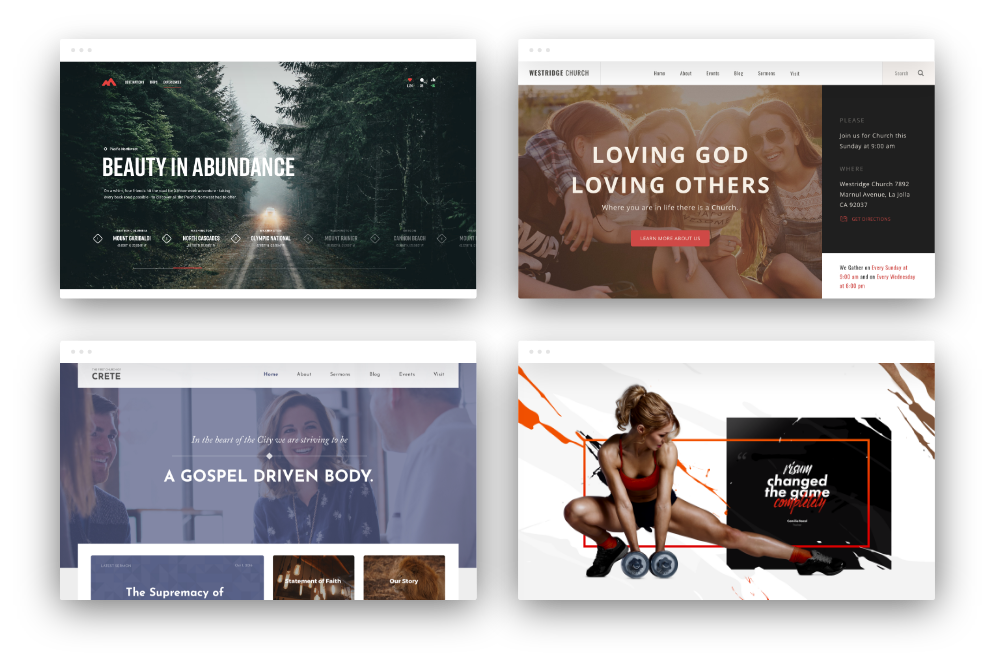 BEAUTY IN ABUNDANCE
MOUNT GARIBALDI
NORTH CASCADES
OLYMPIC NATIONAL
MOUNT RAINIER
CANNON BEACH
MOUNT
WESTRIDGE CHURCH
Home About Events Blog Sermons Visit
Search
LOVING GOD
LOVING OTHERS
Where you are in life there is a Church.
LEARN MORE ABOUT US
PLEASE
Join us for Church this
Sunday at 9:00 am
WHERE
Westridge Church 7892
Marnul Avenue, La Jolla
CA 92037
GET DIRECTIONS
We Gather on Every Sunday at
9:00 am and on Every Wednesday
at 6:00 pm
CRETE
Home About Sermons Blog Events Visit
In the heart of the City we are striving to be
A GOSPEL DRIVEN BODY.
The Supremacy of
Statement of Faith
Our Story
changed
the game
completely